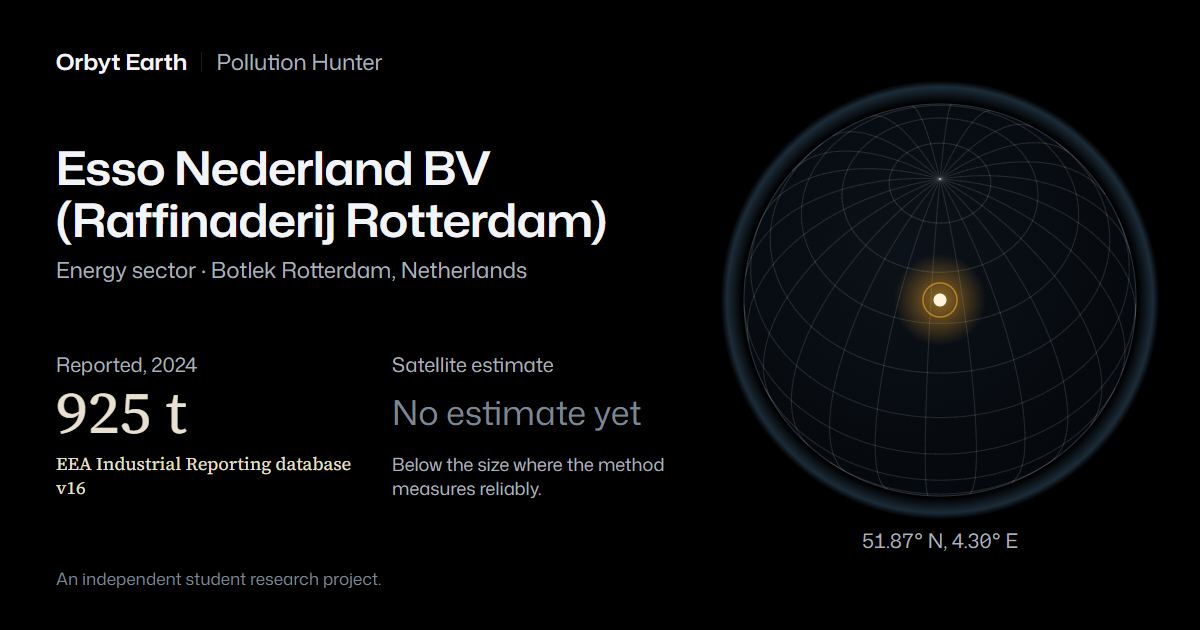 Orbyt Earth | Pollution Hunter
Esso Nederland BV
(Raffinaderij Rotterdam)
Energy sector · Botlek Rotterdam, Netherlands
Reported, 2024
925 t
EEA Industrial Reporting database
v16
Satellite estimate
No estimate yet
Below the size where the method
measures reliably.
51.87° N, 4.30° E
An independent student research project.